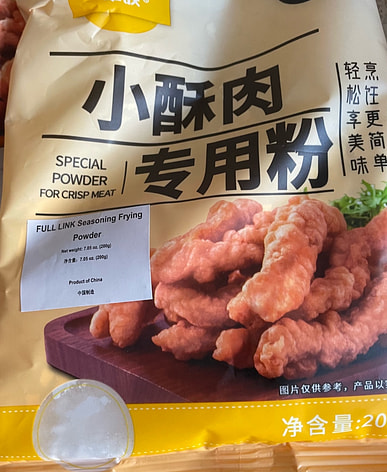 小酥肉
专用粉
SPECIAL
POWDER
FOR CRISP MEAT
烹饪更简单
轻松享美味
FULL LINK Seasoning Frying
Powder
Net weight: 7.05 oz. (200g)
净含量: 7.05 oz. (200g)
Product of China
中国制造
图片仅供参考，产品以实
净含量:20